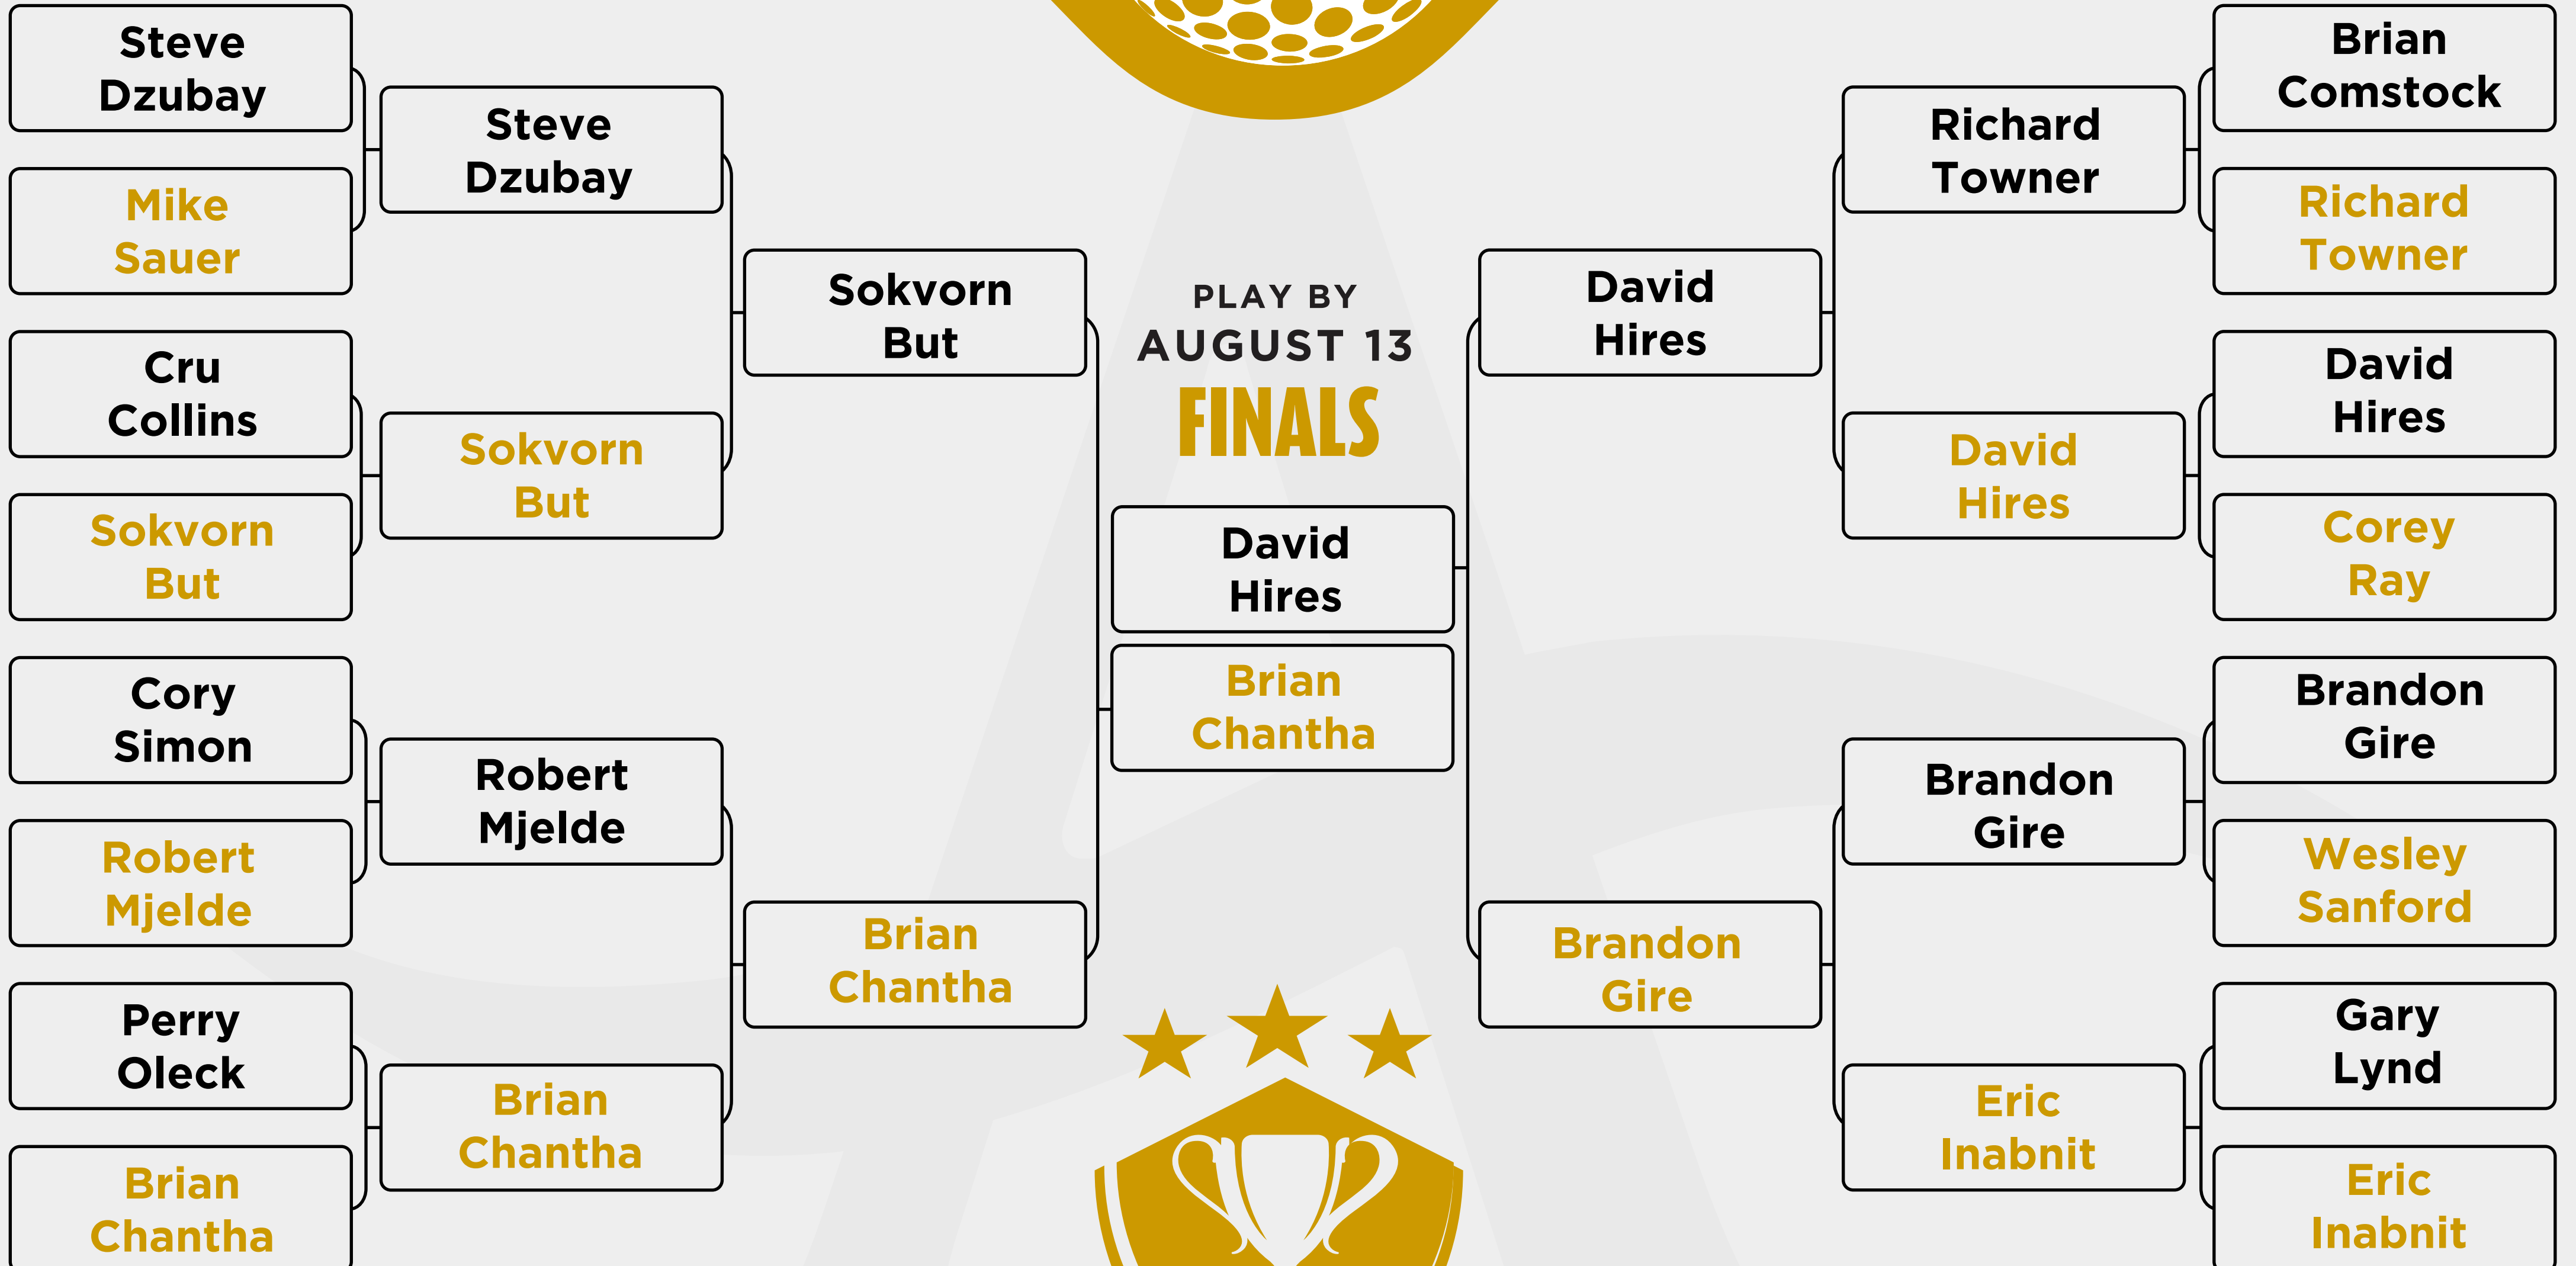 Steve
Dzubay
Mike
Sauer
Cru
Collins
Sokvorn
But
Cory
Simon
Robert
Mjelde
Perry
Oleck
Brian
Chantha
Steve
Dzubay
Sokvorn
But
Robert
Mjelde
Brian
Chantha
Sokvorn
But
Brian
Chantha
PLAY BY
AUGUST 13
FINALS
David
Hires
Brian
Chantha
David
Hires
Brandon
Gire
Richard
Towner
David
Hires
Brandon
Gire
Eric
Inabnit
Brian
Comstock
Richard
Towner
David
Hires
Corey
Ray
Brandon
Gire
Wesley
Sanford
Gary
Lynd
Eric
Inabnit